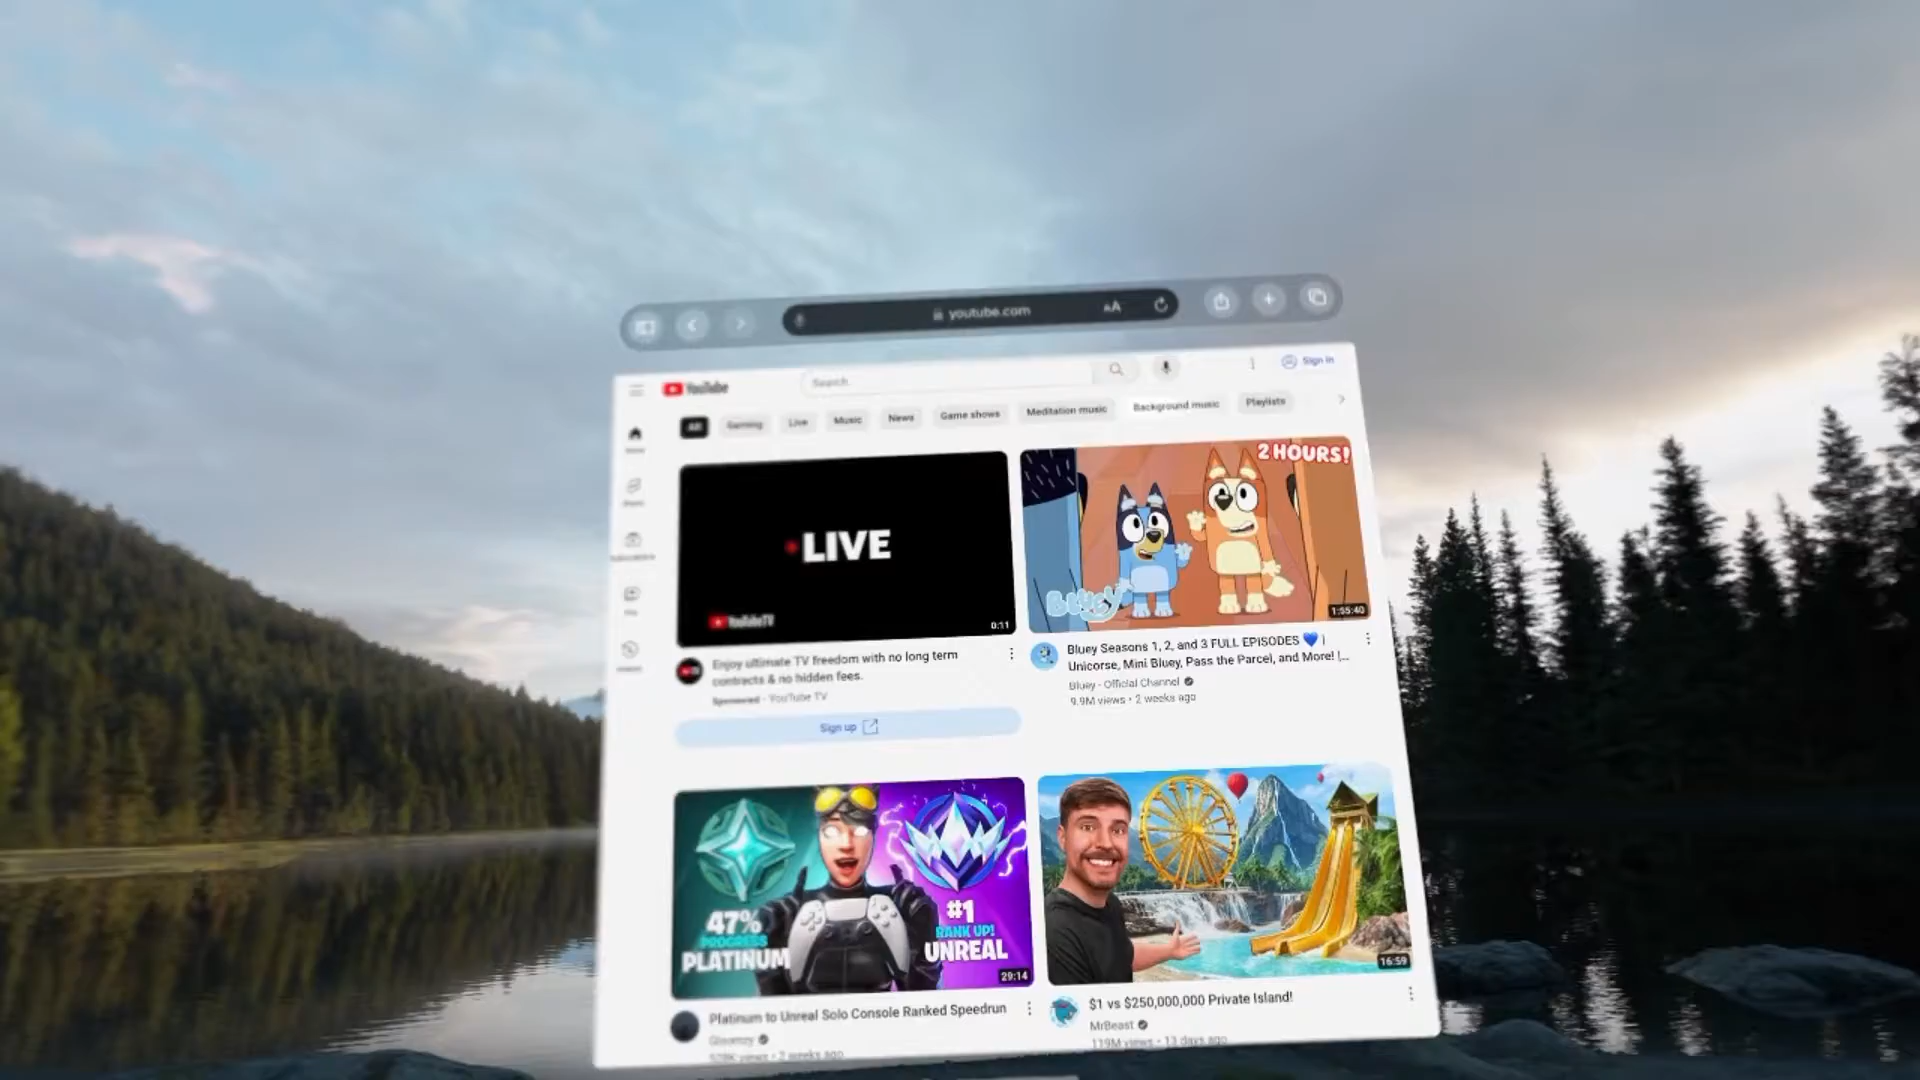 youtube.com
AA
YouTube
Search
Sign in
All
Gaming
Live
Music
News
Game shows
Meditation music
Background music
Playlists
Home
LIVE
YouTubeTV
0:11
2 HOURS!
BLUEY
1:55:40
Enjoy ultimate TV freedom with no long term
contracts & no hidden fees.
Sponsored · YouTube TV
Sign up
Bluey Seasons 1, 2, and 3 FULL EPISODES 💙 |
Unicorse, Mini Bluey, Pass the Parcel, and More! |...
Bluey - Official Channel
9.9M views • 2 weeks ago
47%
PROGRESS
PLATINUM
#1
RANK UP!
UNREAL
29:14
16:59
Platinum to Unreal Solo Console Ranked Speedrun
2 weeks ago
$1 vs $250,000,000 Private Island!
MrBeast
119M views • 13 days ago